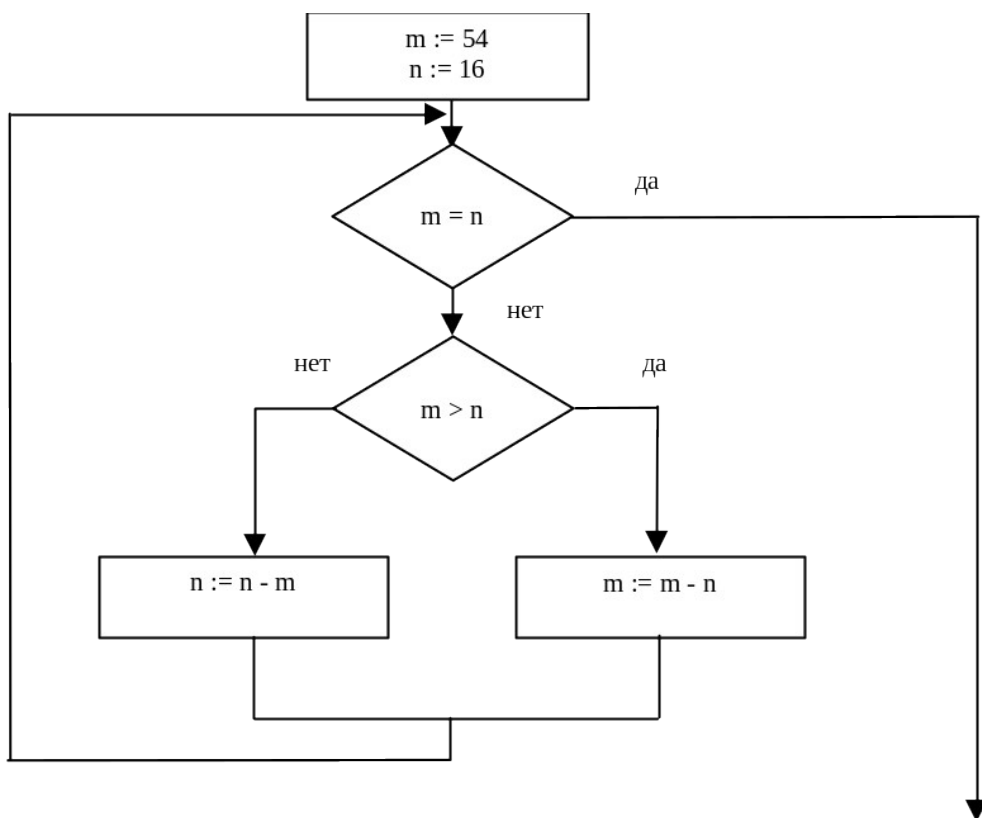 m := 54
n := 16
да
m = n
нет
нет
да
m > n
n := n - m
m := m - n